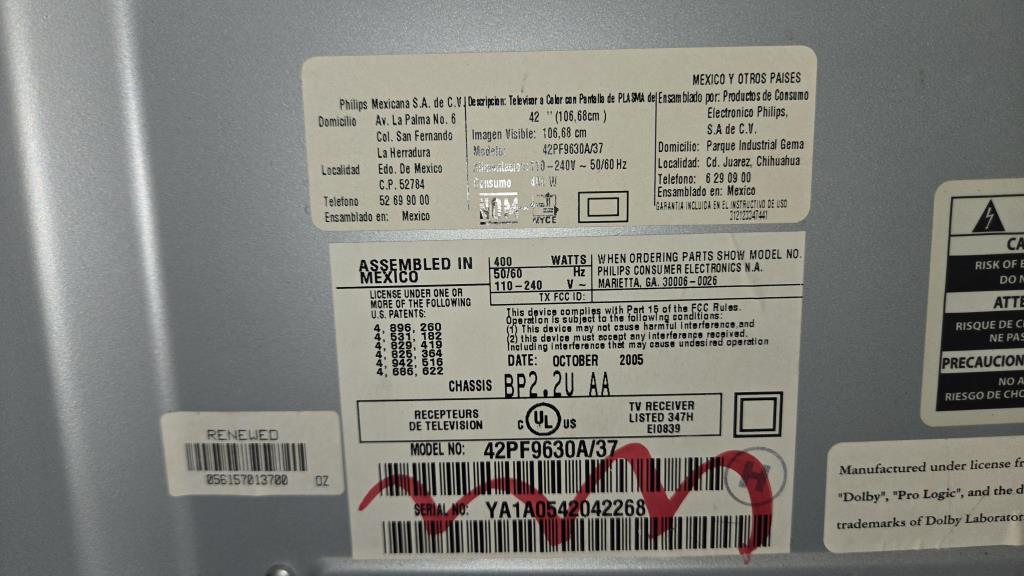 MEXICO Y OTROS PAISES
Philips Mexicana S.A. de C.V.
Domicilio Av. La Palma No. 6
Col. San Fernando
La Herradura
Localidad Edo. De Mexico
C.P. 52784
Telefono 52 69 90 00
Ensamblado en: Mexico
Descripcion: Televisor a Color con Pantalla de PLASMA de
42 " (106,68cm)
Imagen Visible: 106,68 cm
Modelo: 42PF9630A/37
Alimentacion: 110-240V ~ 50/60 Hz
Consumo W
NOM
NYCE
Ensamblado por: Productos de Consumo
Electronico Philips,
S.A de C.V.
Domicilio: Parque Industrial Gema
Localidad: Cd. Juarez, Chihuahua
Telefono: 6 29 09 00
Ensamblado en: Mexico
GARANTIA INCLUIDA EN EL INSTRUCTIVO DE USO
312123347441
ASSEMBLED IN
MEXICO
400 WATTS
50/60 Hz
110-240 V ~
TX FCC ID:
WHEN ORDERING PARTS SHOW MODEL NO.
PHILIPS CONSUMER ELECTRONICS N.A.
MARIETTA, GA. 30006-0026
LICENSE UNDER ONE OR
MORE OF THE FOLLOWING
U.S. PATENTS:
4, 896, 260
4, 531, 182
4, 829, 419
4, 825, 364
4, 942, 516
4, 686, 622
This device complies with Part 15 of the FCC Rules.
Operation is subject to the following conditions:
(1) This device may not cause harmful interference,and
(2) this device must accept any interference received,
Including interference that may cause undesired operation
DATE: OCTOBER 2005
CHASSIS BP2.2U AA
RECEPTEURS
DE TELEVISION
C UL US
TV RECEIVER
LISTED 347H
EI0839
MODEL NO: 42PF9630A/37
H
SERIAL NO: YA1A0542042268
RENEWED
056157013700 OZ
CA
RISK OF E
DO N
ATTE
RISQUE DE C
NE PAS
PRECAUCION
NO A
RIESGO DE CHO
Manufactured under license fr
"Dolby", "Pro Logic", and the d
trademarks of Dolby Laborator